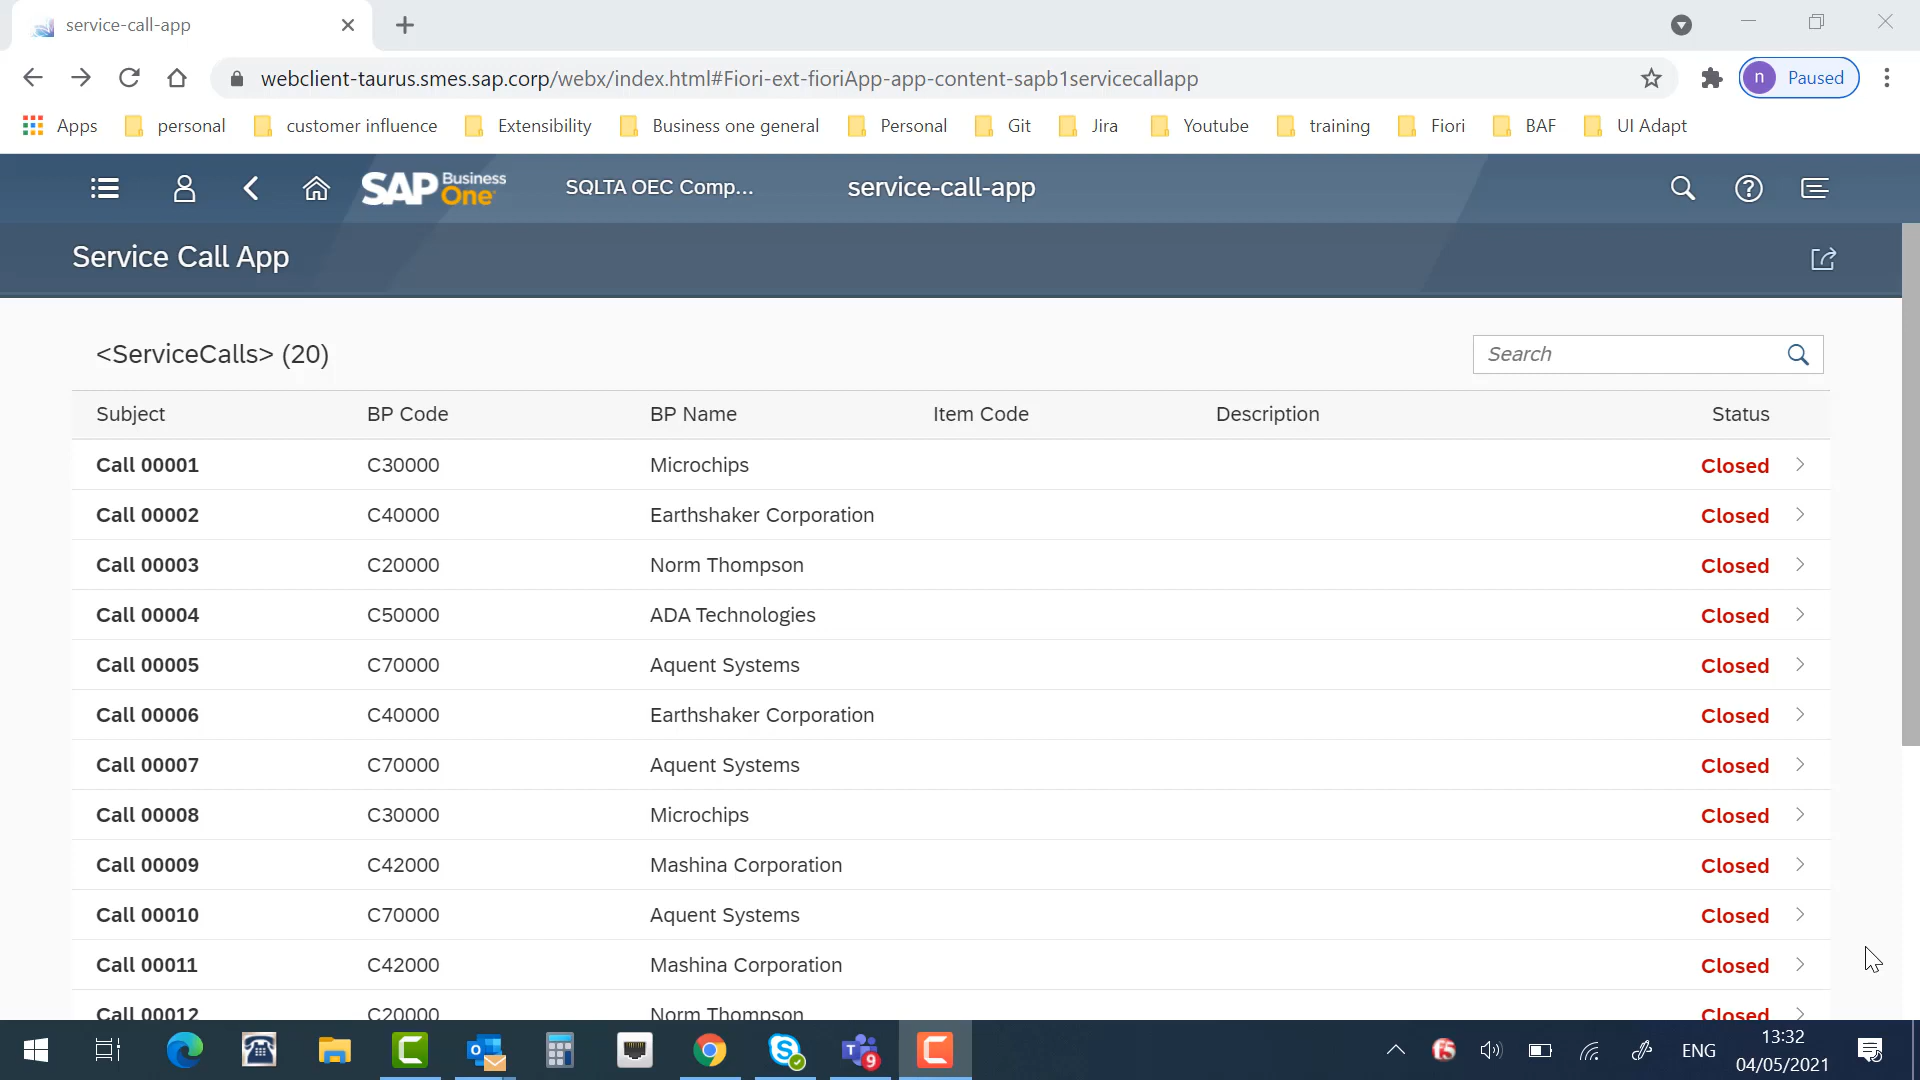 service-call-app
webclient-taurus.smes.sap.corp/webx/index.html#Fiori-ext-fioriApp-app-content-sapb1servicecallapp
n Paused
Apps personal customer influence Extensibility Business one general Personal Git Jira Youtube training Fiori BAF UI Adapt
SAP Business One SQLTA OEC Comp... service-call-app
Service Call App
<ServiceCalls> (20) Search
Subject BP Code BP Name Item Code Description Status
Call 00001 C30000 Microchips Closed
Call 00002 C40000 Earthshaker Corporation Closed
Call 00003 C20000 Norm Thompson Closed
Call 00004 C50000 ADA Technologies Closed
Call 00005 C70000 Aquent Systems Closed
Call 00006 C40000 Earthshaker Corporation Closed
Call 00007 C70000 Aquent Systems Closed
Call 00008 C30000 Microchips Closed
Call 00009 C42000 Mashina Corporation Closed
Call 00010 C70000 Aquent Systems Closed
Call 00011 C42000 Mashina Corporation Closed
Call 00012 C20000 Norm Thompson Closed
9 ENG 13:32
04/05/2021